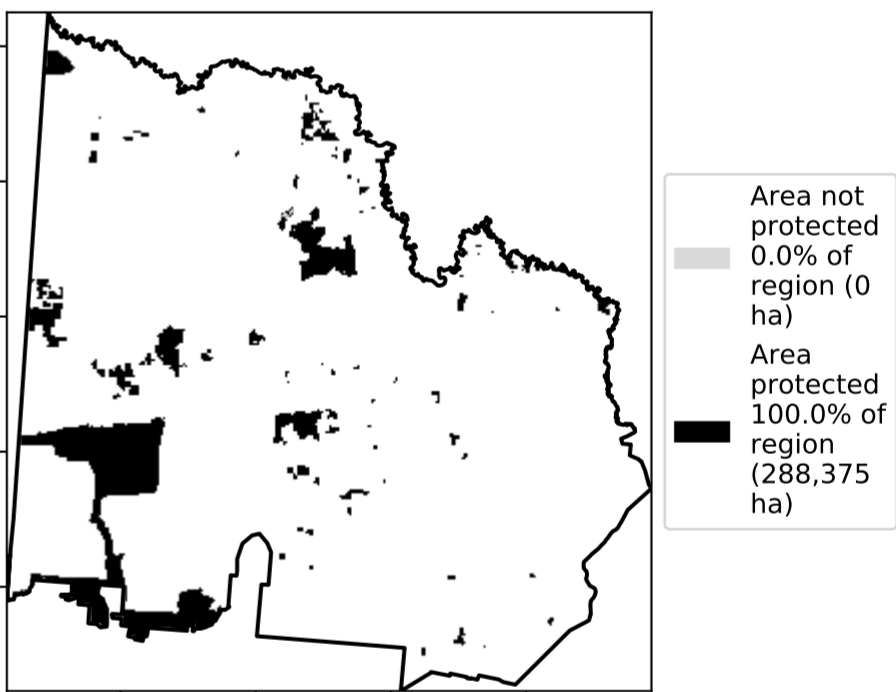 Area not
protected
0.0% of
region (0
ha)
Area
protected
100.0% of
region
(288,375
ha)